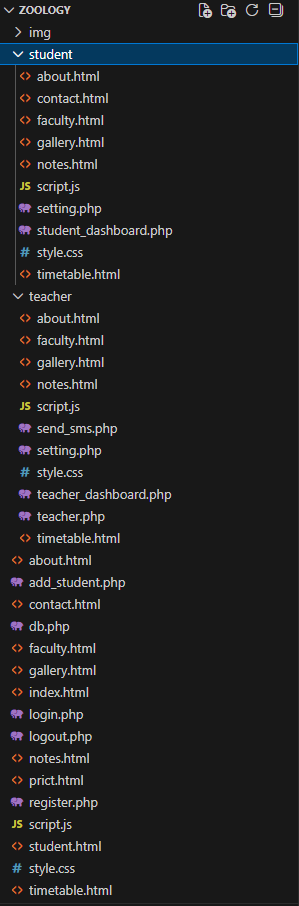 ZOOLOGY
img
student
about.html
contact.html
faculty.html
gallery.html
notes.html
JS script.js
setting.php
student_dashboard.php
# style.css
timetable.html
teacher
about.html
faculty.html
gallery.html
notes.html
JS script.js
send_sms.php
setting.php
# style.css
teacher_dashboard.php
teacher.php
timetable.html
about.html
add_student.php
contact.html
db.php
faculty.html
gallery.html
index.html
login.php
logout.php
notes.html
prict.html
register.php
JS script.js
student.html
# style.css
timetable.html